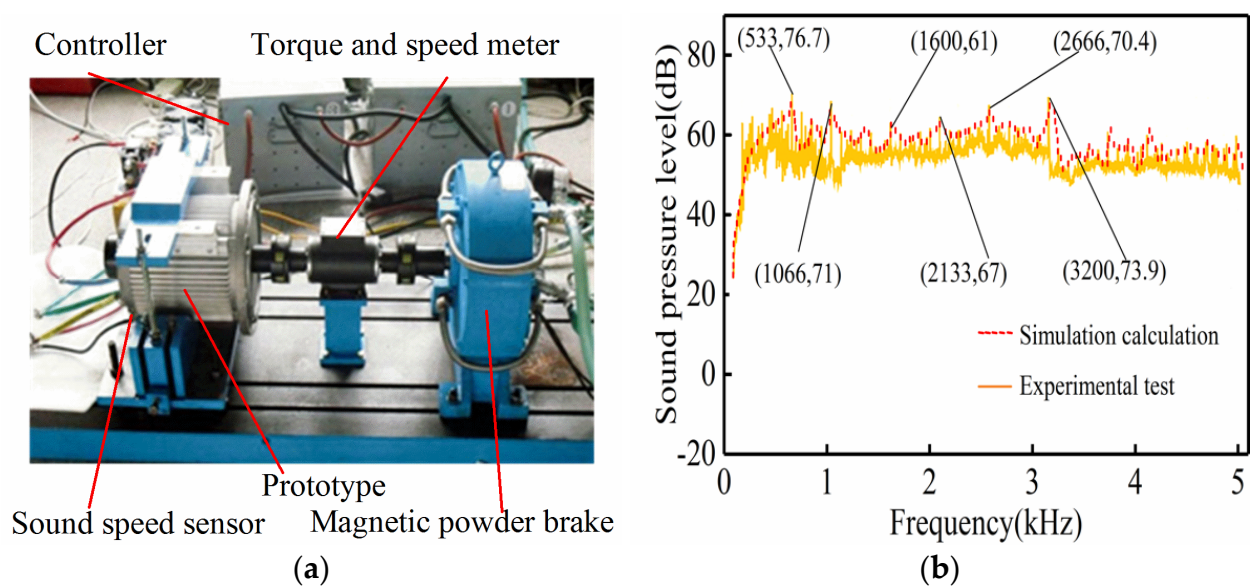 Controller
Torque and speed meter
Prototype
Sound speed sensor
Magnetic powder brake
(a)
(533,76.7)
(1600,61)
(2666,70.4)
80
60
40
20
0
-20
Sound pressure level(dB)
(1066,71)
(2133,67)
(3200,73.9)
Simulation calculation
Experimental test
0 1 2 3 4 5
Frequency(kHz)
(b)